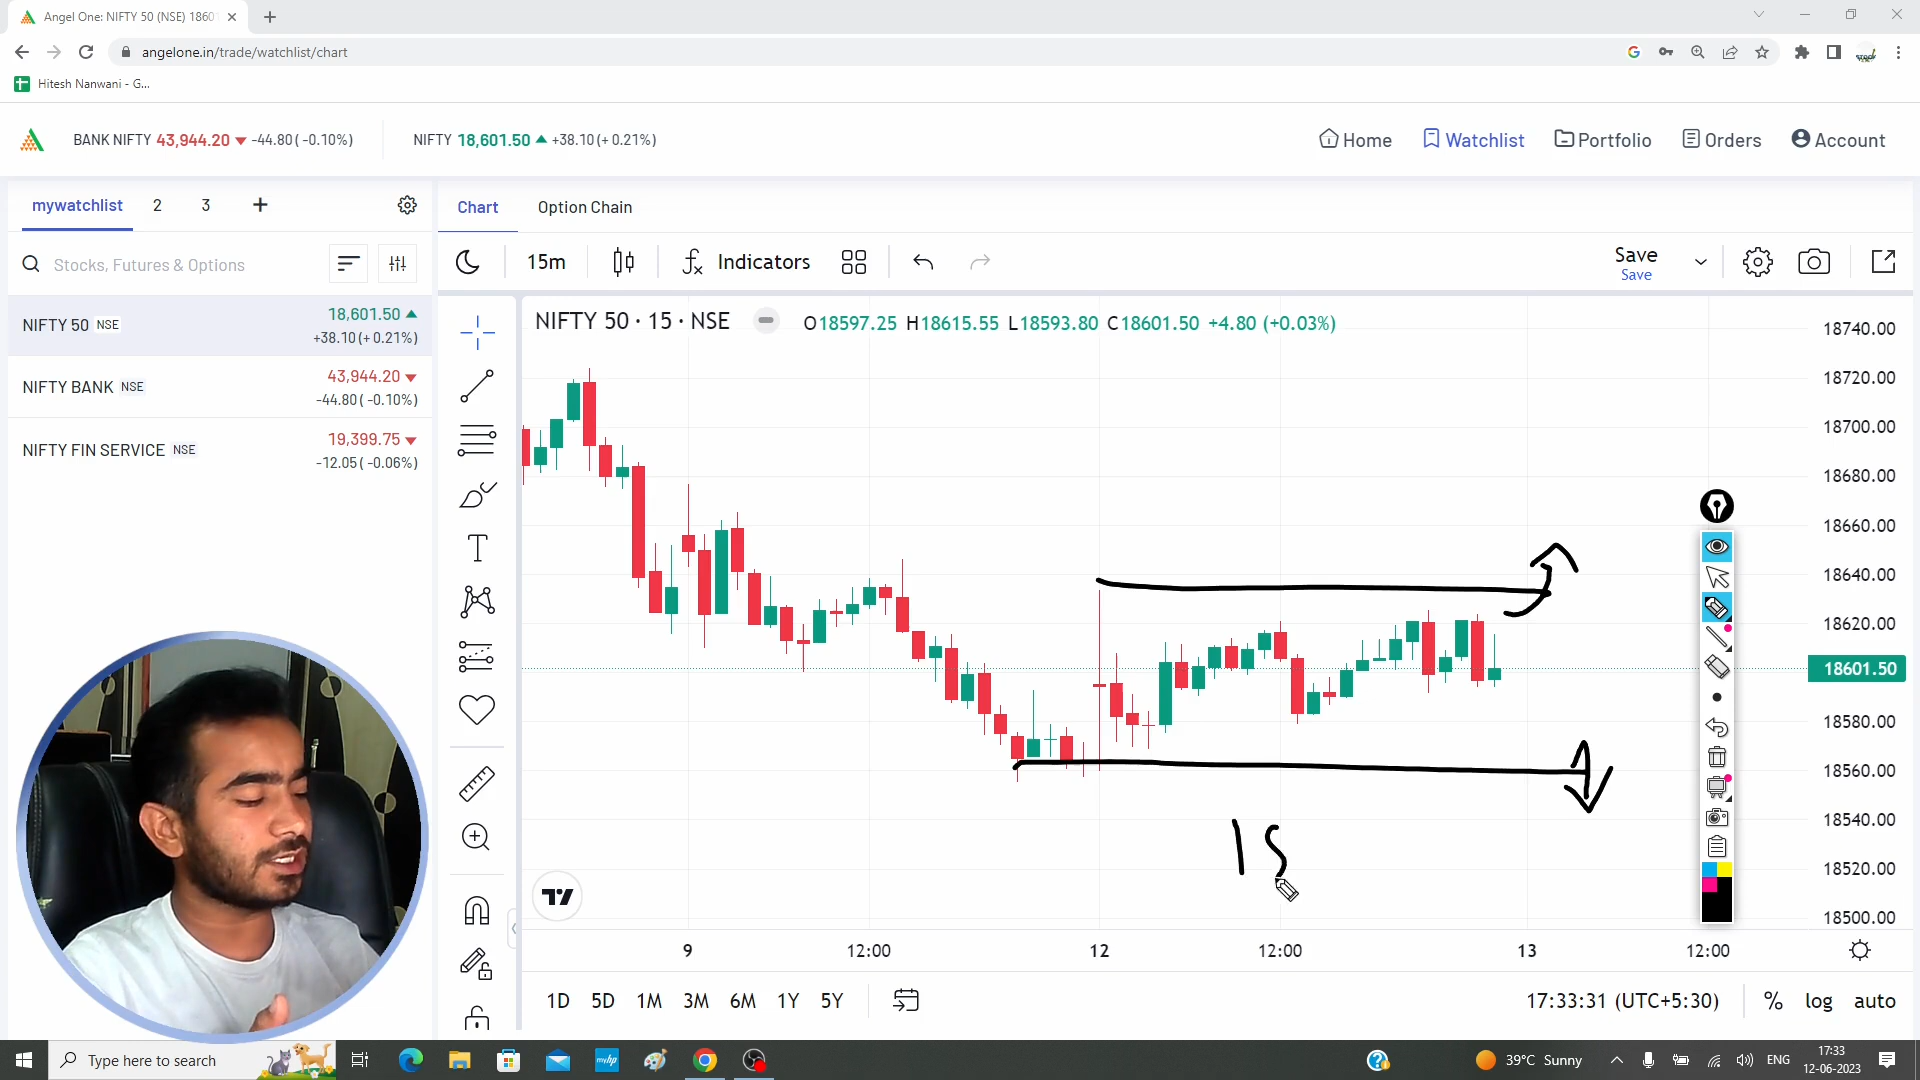 Angel One: NIFTY 50 (NSE) 1860
angelone.in/trade/watchlist/chart
Hitesh Nanwani - G...
BANK NIFTY 43,944.20 -44.80( -0.10%)
NIFTY 18,601.50 +38.10(+ 0.21%)
Home
Watchlist
Portfolio
Orders
Account
mywatchlist 2 3 +
Stocks, Futures & Options
NIFTY 50 NSE
18,601.50
+38.10(+ 0.21%)
NIFTY BANK NSE
43,944.20
-44.80( -0.10%)
NIFTY FIN SERVICE NSE
19,399.75
-12.05( -0.06%)
Chart
Option Chain
15m
Indicators
Save
Save
NIFTY 50 · 15 · NSE
O18597.25 H18615.55 L18593.80 C18601.50 +4.80 (+0.03%)
18740.00
18720.00
18700.00
18680.00
18660.00
18640.00
18620.00
18601.50
18580.00
18560.00
18540.00
18520.00
18500.00
15
9 12:00 12 12:00 13 12:00
1D 5D 1M 3M 6M 1Y 5Y
17:33:31 (UTC+5:30)
% log auto
Type here to search
myhp
39°C Sunny
ENG
17:33
12-06-2023